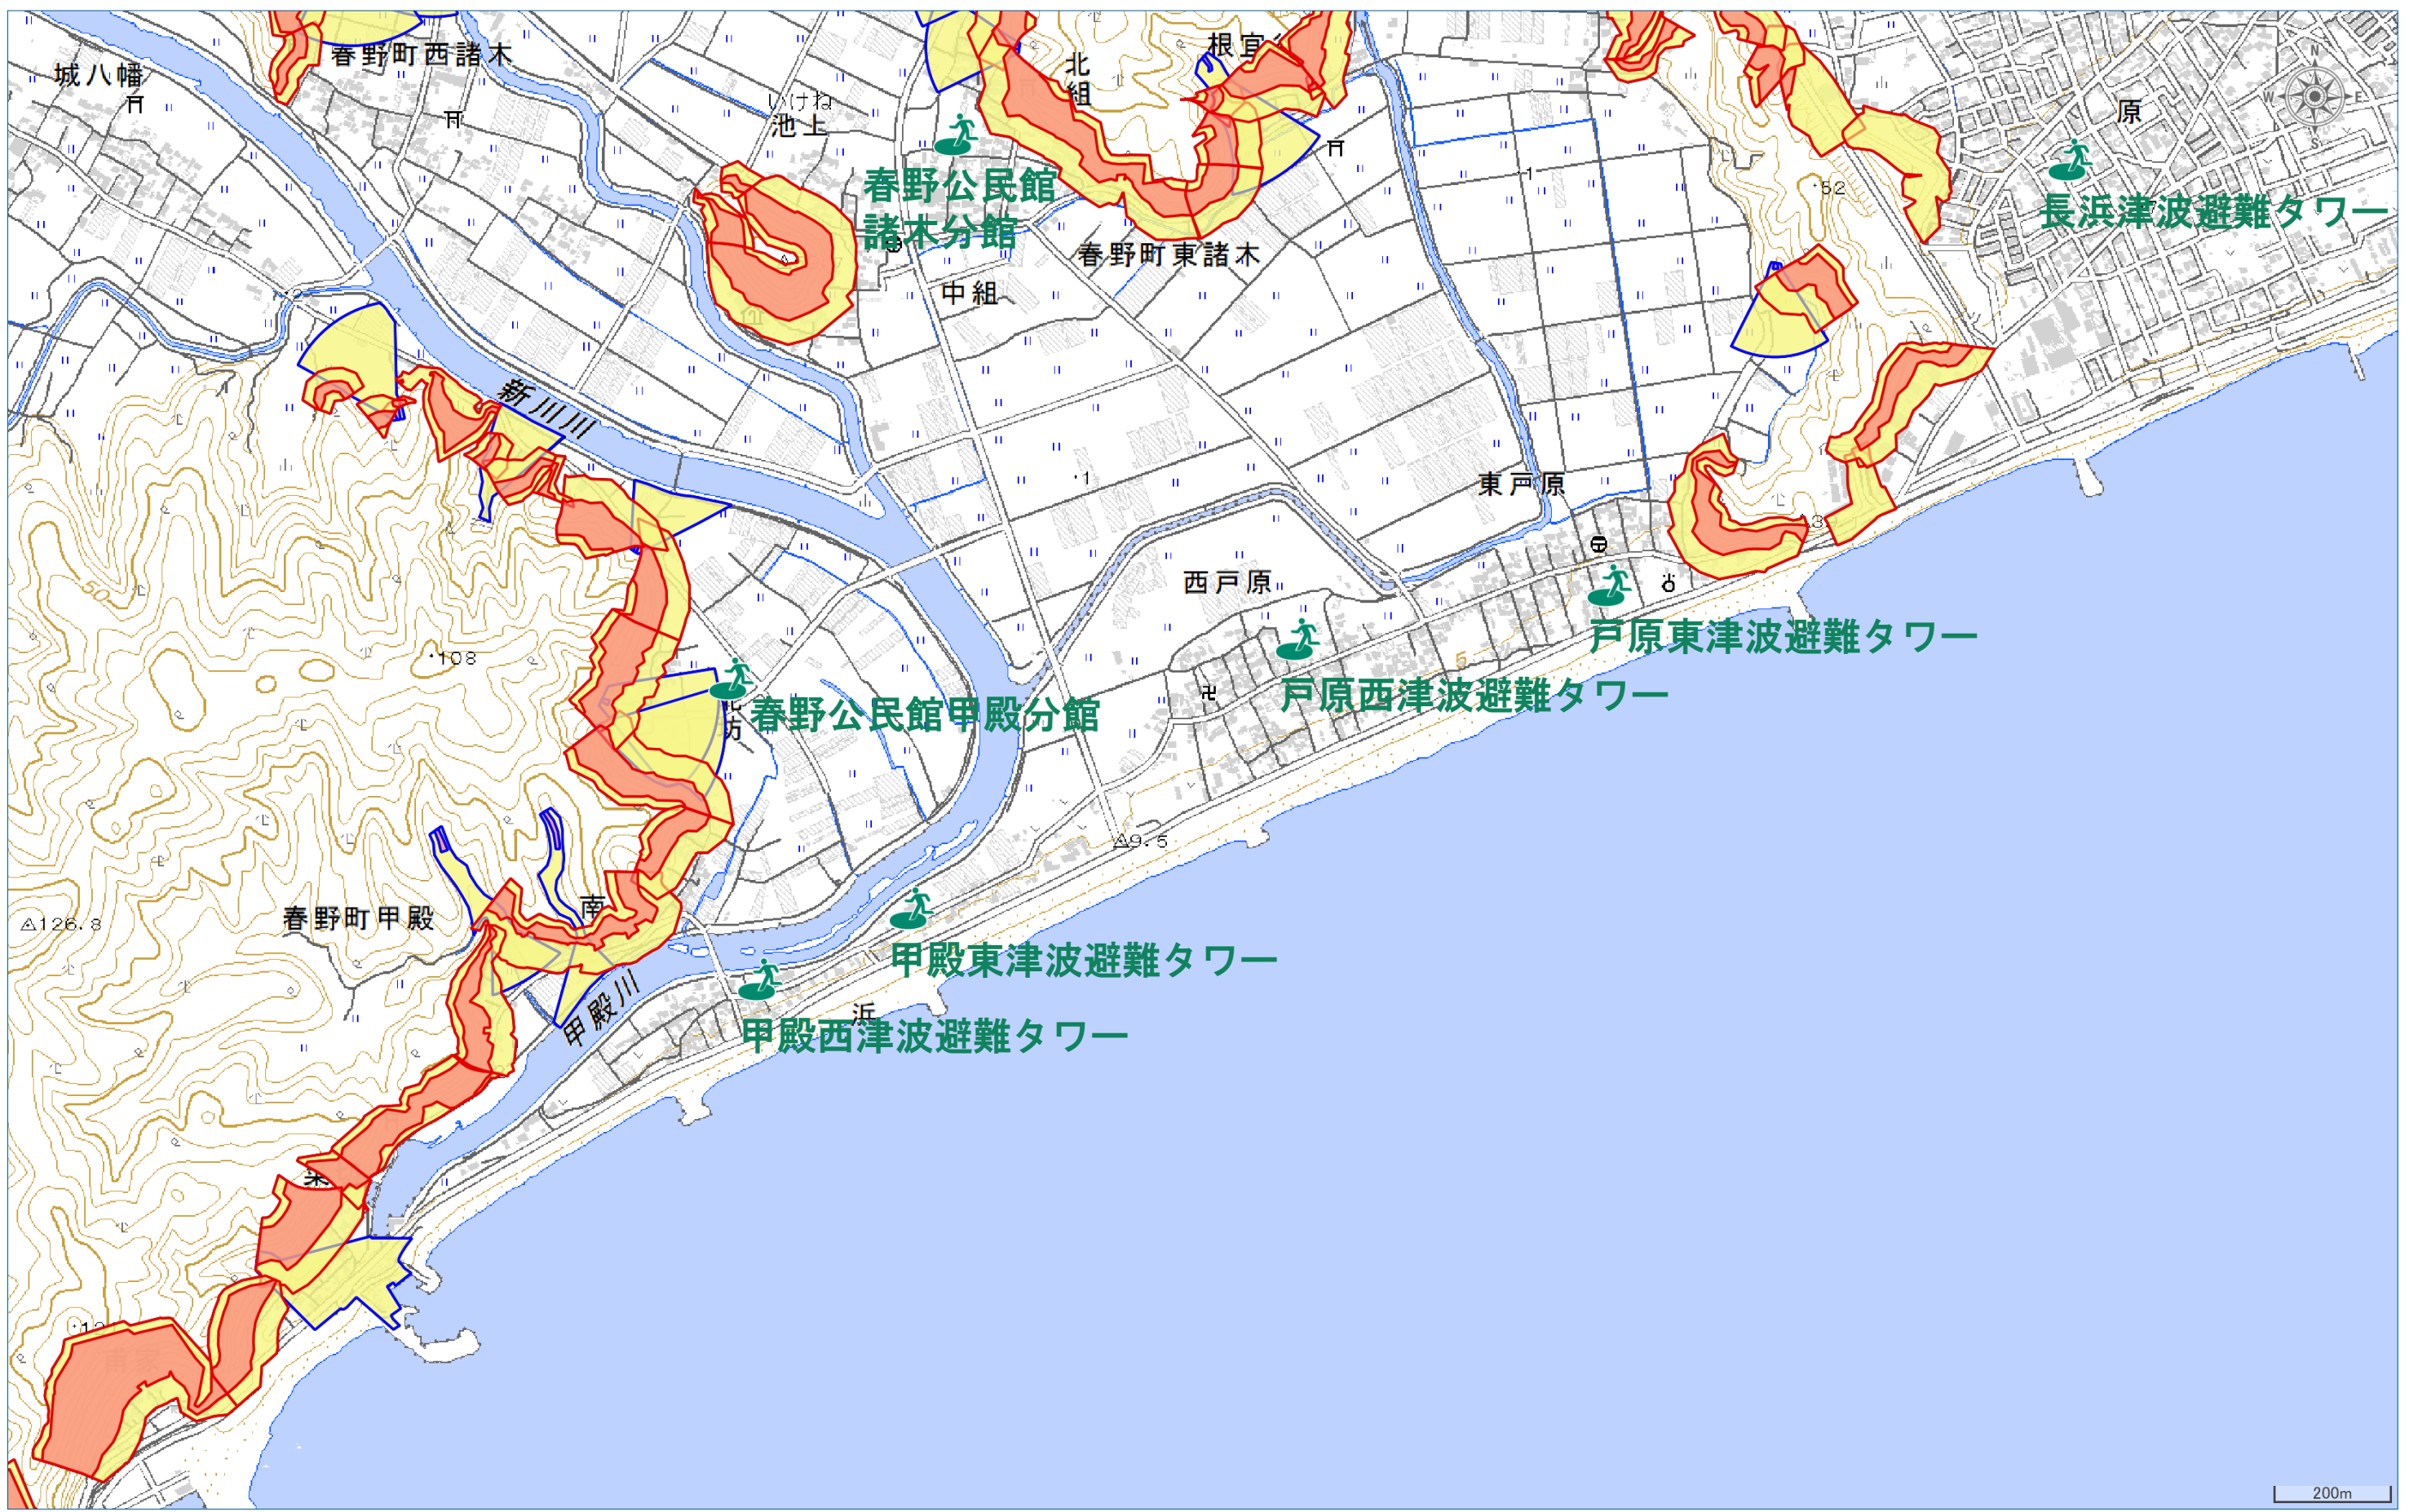 春野町西諸木
城八幡
北組
根宜
原
N
W
E
S
いけね
池上
春野公民館
諸木分館
52
長浜津波避難タワー
1
春野町東諸木
中組
新川川
1
東戸原
50
西戸原
戸原東津波避難タワー
108
5
戸原西津波避難タワー
春野公民館甲殿分館
9.5
南
春野町甲殿
126.8
甲殿東津波避難タワー
甲殿川
浜
甲殿西津波避難タワー
200m